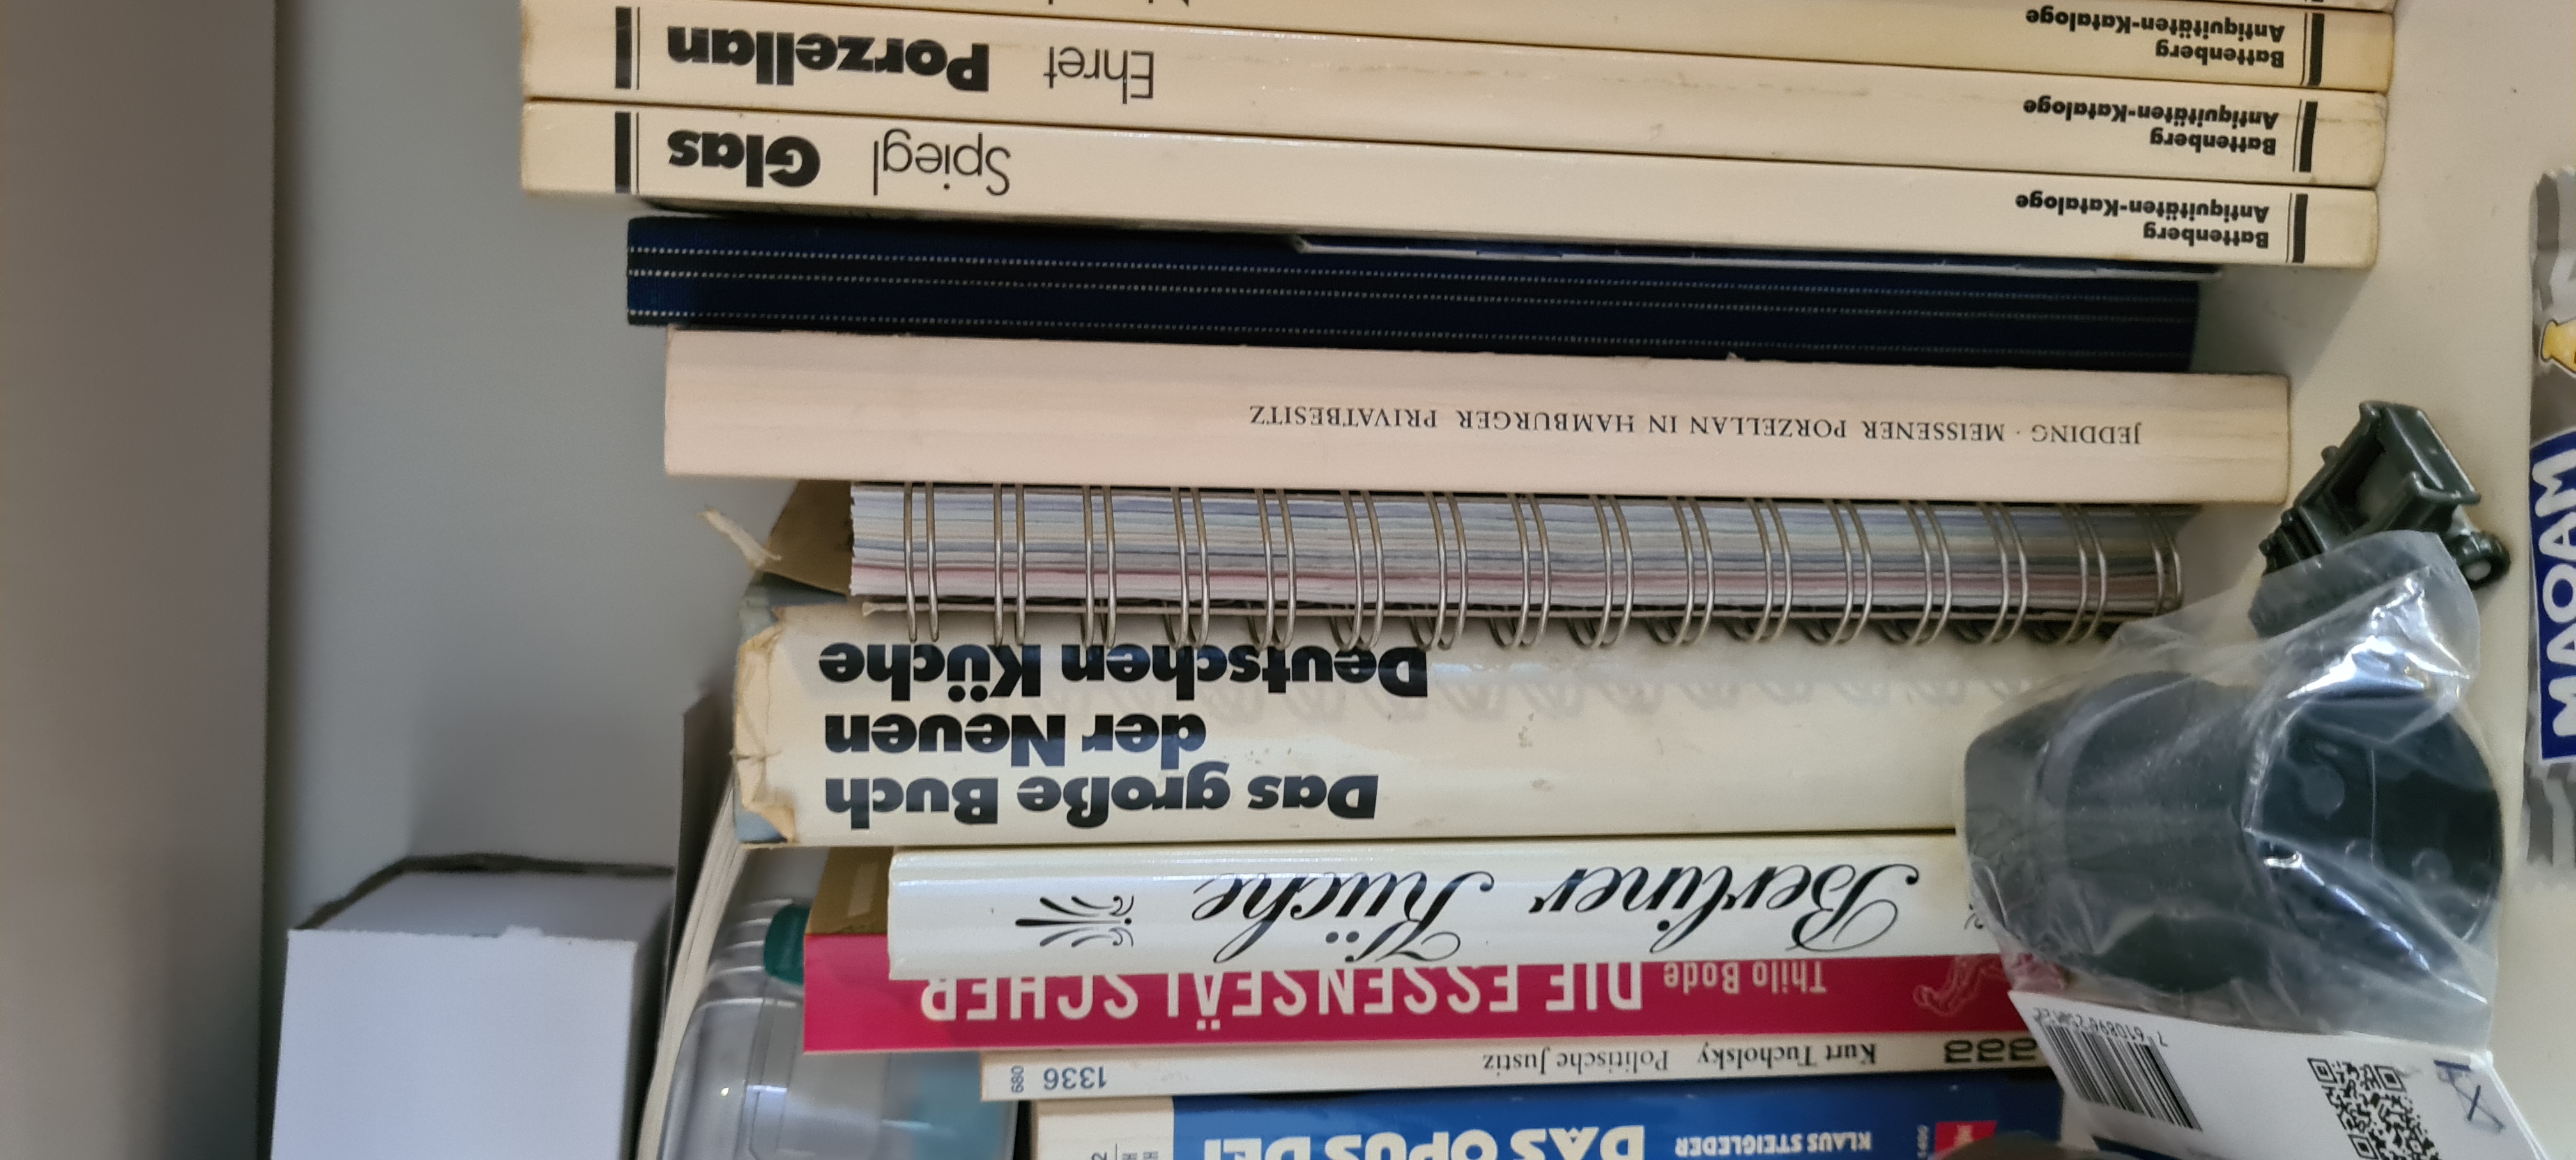 Battenberg
Antiquitäten-Kataloge
Battenberg
Antiquitäten-Kataloge
Ehret Porzellan
Battenberg
Antiquitäten-Kataloge
Spiegl Glas
JEDDING · MEISSENER PORZELLAN IN HAMBURGER PRIVATBESITZ
Das große Buch
der Neuen
Deutschen Küche
Berliner Küche
Thilo Bode DIE ESSENSFÄLSCHER
Kurt Tucholsky Politische Justiz
1336
680
KLAUS STEIGLEDER DAS OPUS DEI
MAOAM